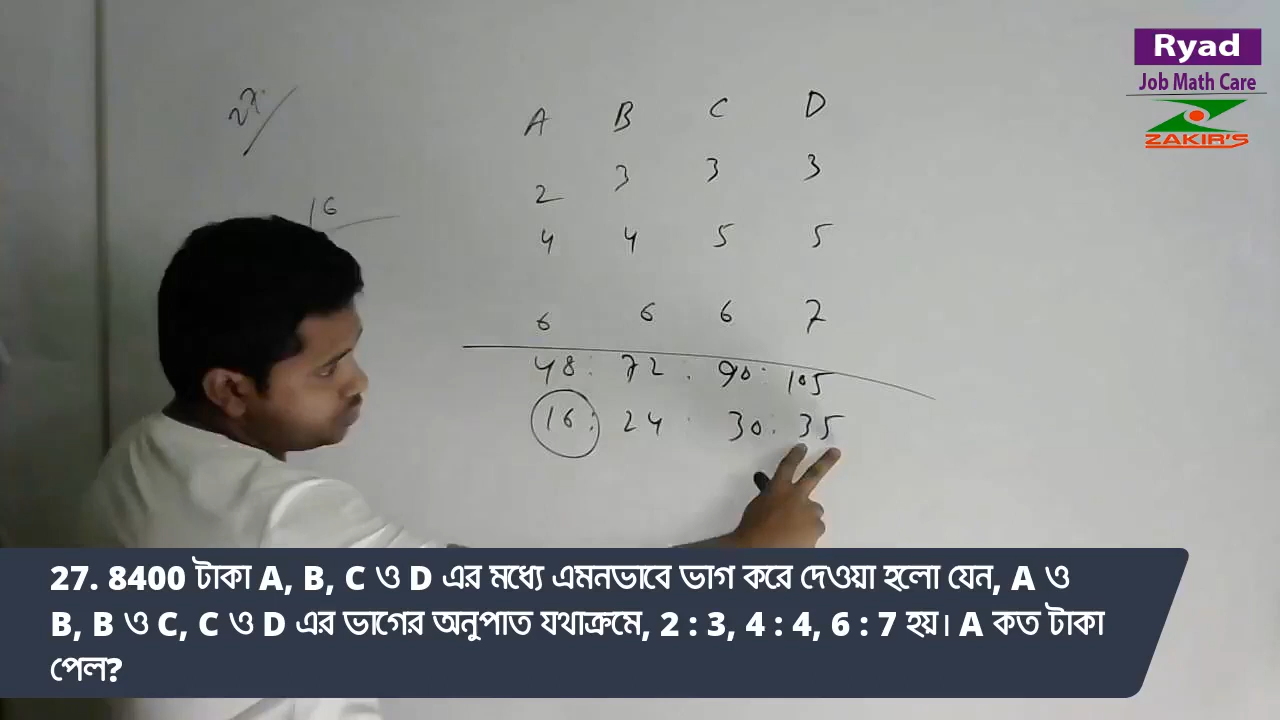 Ryad
Job Math Care
ZAKIR'S
27.
A B C D
2 3 3 3
4 4 5 5
6 6 6 7
48 : 72 : 90 : 105
16 : 24 : 30 : 35
16
27. 8400 টাকা A, B, C ও D এর মধ্যে এমনভাবে ভাগ করে দেওয়া হলো যেন, A ও
B, B ও C, C ও D এর ভাগের অনুপাত যথাক্রমে, 2 : 3, 4 : 4, 6 : 7 হয়। A কত টাকা
পেল?